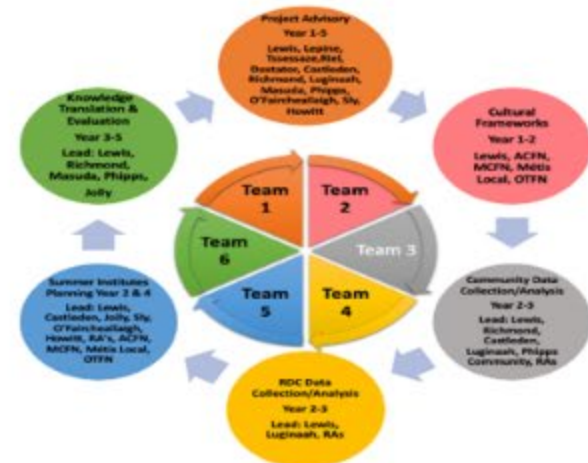 Project Advisory
Year 1-5
Lewis, Lepine,
Tssessaze, Riel,
Dostator, Castleden,
Richmond, Luginaah,
Masuda, Phipps,
O'Faircheallaigh, Sly,
Howitt
Cultural
Frameworks
Year 1-2
Lewis, ACFN,
MCFN, Métis
Local, OTFN
Community Data
Collection/Analysis
Year 2-3
Lead: Lewis,
Richmond,
Castleden,
Luginaah, Phipps
Community, RAs
RDC Data
Collection/Analysis
Year 2-3
Lead: Lewis,
Luginaah, RAs
Summer Institutes
Planning Year 2 & 4
Lead: Lewis,
Castleden, Jolly, Sly,
O'Faircheallaigh,
Howitt, RA's, ACFN,
MCFN, Métis Local,
OTFN
Knowledge
Translation &
Evaluation
Year 3-5
Lead: Lewis,
Richmond,
Masuda, Phipps,
Jolly
Team
1
Team
2
Team 3
Team
4
Team
5
Team
6